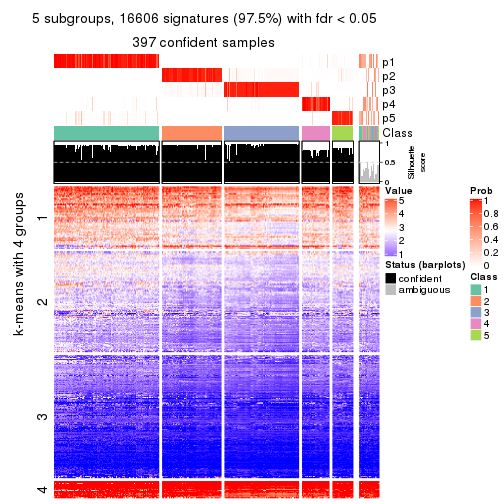 5 subgroups, 16606 signatures (97.5%) with fdr < 0.05
397 confident samples
p1
p2
p3
p4
p5
Class
1
0.5
0
Silhouette
score
k-means with 4 groups
1
2
3
4
Value
5
4
3
2
1
Status (barplots)
confident
ambiguous
Prob
1
0.8
0.6
0.4
0.2
0
Class
1
2
3
4
5